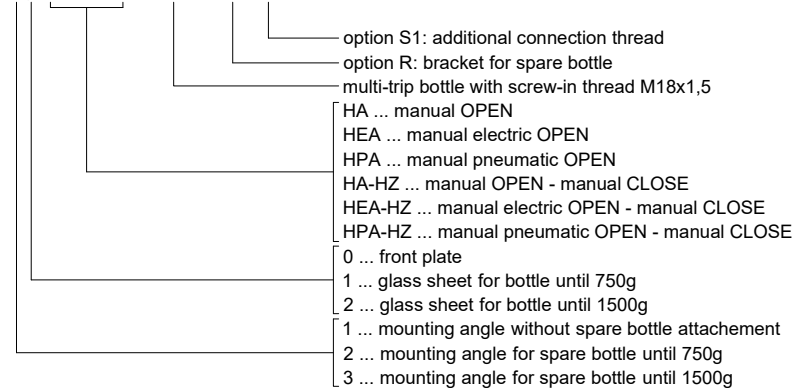 option S1: additional connection thread
option R: bracket for spare bottle
multi-trip bottle with screw-in thread M18x1,5
HA ... manual OPEN
HEA ... manual electric OPEN
HPA ... manual pneumatic OPEN
HA-HZ ... manual OPEN - manual CLOSE
HEA-HZ ... manual electric OPEN - manual CLOSE
HPA-HZ ... manual pneumatic OPEN - manual CLOSE
0 ... front plate
1 ... glass sheet for bottle until 750g
2 ... glass sheet for bottle until 1500g
1 ... mounting angle without spare bottle attachement
2 ... mounting angle for spare bottle until 750g
3 ... mounting angle for spare bottle until 1500g